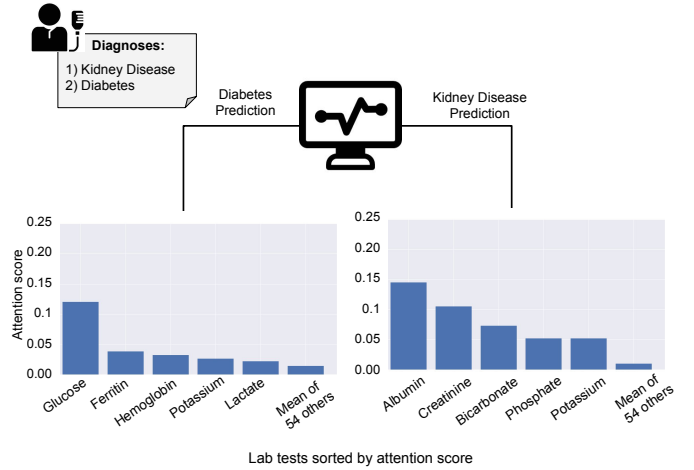 Diagnoses:
1) Kidney Disease
2) Diabetes
Diabetes
Prediction
Kidney Disease
Prediction
Attention score
0.25
0.20
0.15
0.1
0.05
0.00
Glucose
Ferritin
Hemoglobin
Potassium
Lactate
Mean of
54 others
0.25
0.20
0.15
0.1
0.05
0.00
Albumin
Creatinine
Bicarbonate
Phosphate
Potassium
Mean of
54 others
Lab tests sorted by attention score